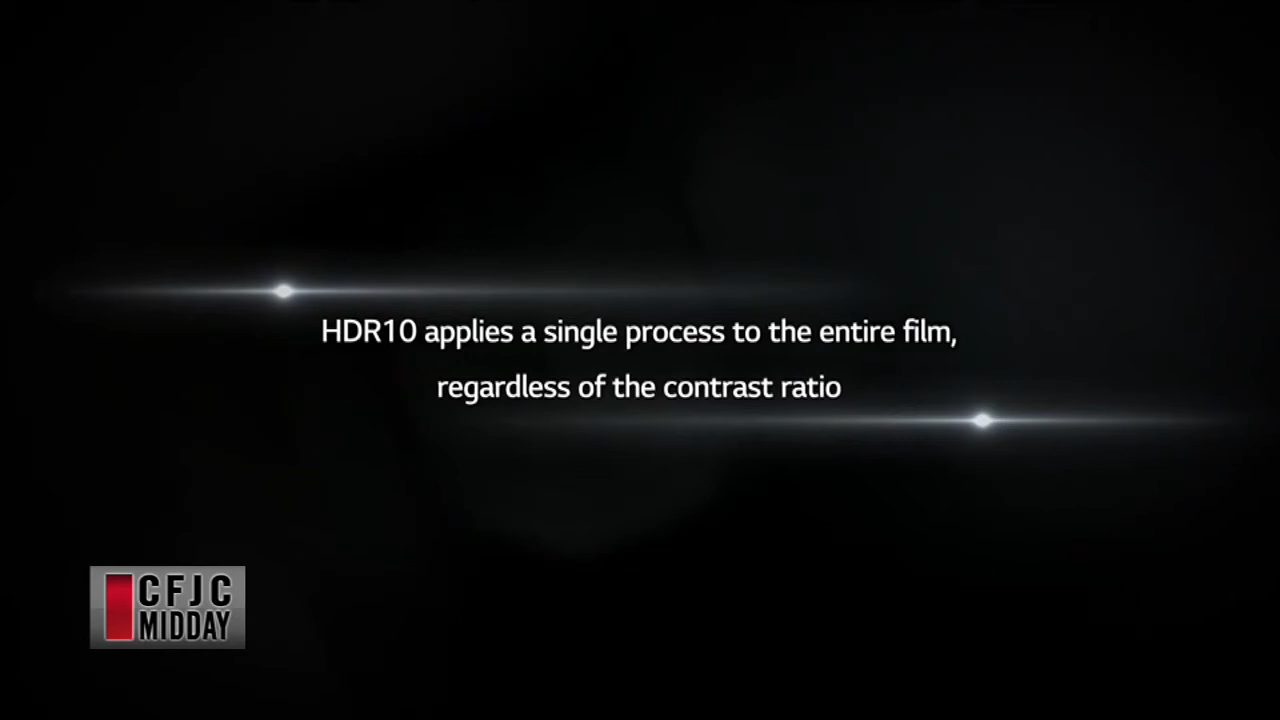 HDR10 applies a single process to the entire film,
regardless of the contrast ratio
CFJC
MIDDAY